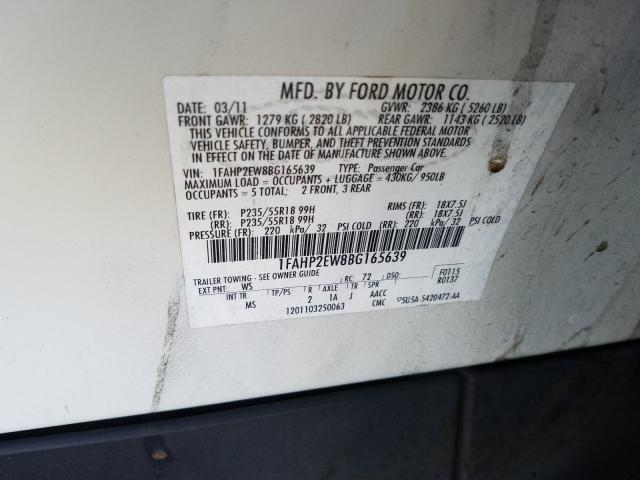 MFD. BY FORD MOTOR CO.
DATE: 03/11 GVWR: 2386 KG ( 5260 LB)
FRONT GAWR: 1279 KG ( 2820 LB) REAR GAWR: 1143 KG ( 2520 LB)
THIS VEHICLE CONFORMS TO ALL APPLICABLE FEDERAL MOTOR
VEHICLE SAFETY, BUMPER, AND THEFT PREVENTION STANDARDS
IN EFFECT ON THE DATE OF MANUFACTURE SHOWN ABOVE.
VIN: 1FAHP2EW8BG165639 TYPE: Passenger Car
MAXIMUM LOAD = OCCUPANTS + LUGGAGE = 430KG/ 950LB
OCCUPANTS = 5 TOTAL; 2 FRONT, 3 REAR
TIRE (FR): P235/55R18 99H RIMS (FR): 18X7.5J
(RR): P235/55R18 99H (RR): 18X7.5J
PRESSURE (FR): 220 kPa/ 32 PSI COLD (RR): 220 kPa/ 32 PSI COLD
1FAHP2EW8BG165639
TRAILER TOWING - SEE OWNER GUIDE RC: 72 DSO: F0115
EXT PNT: WS R0137
INT TR TP/PS R AXLE TR SPR
MS 2 1A J AACC
1201103250063 CMC 5U5A-5420472-AA